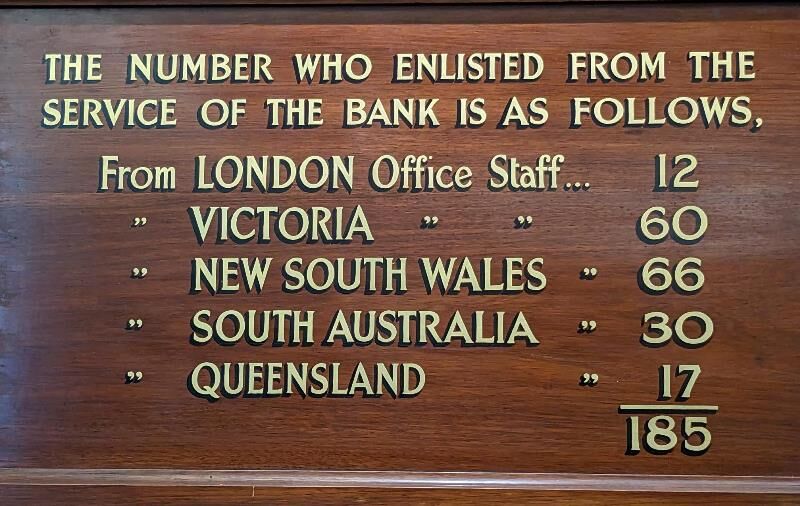 THE NUMBER WHO ENLISTED FROM THE
SERVICE OF THE BANK IS AS FOLLOWS,
From LONDON Office Staff... 12
" VICTORIA " " 60
" NEW SOUTH WALES " 66
" SOUTH AUSTRALIA " 30
" QUEENSLAND " 17
185